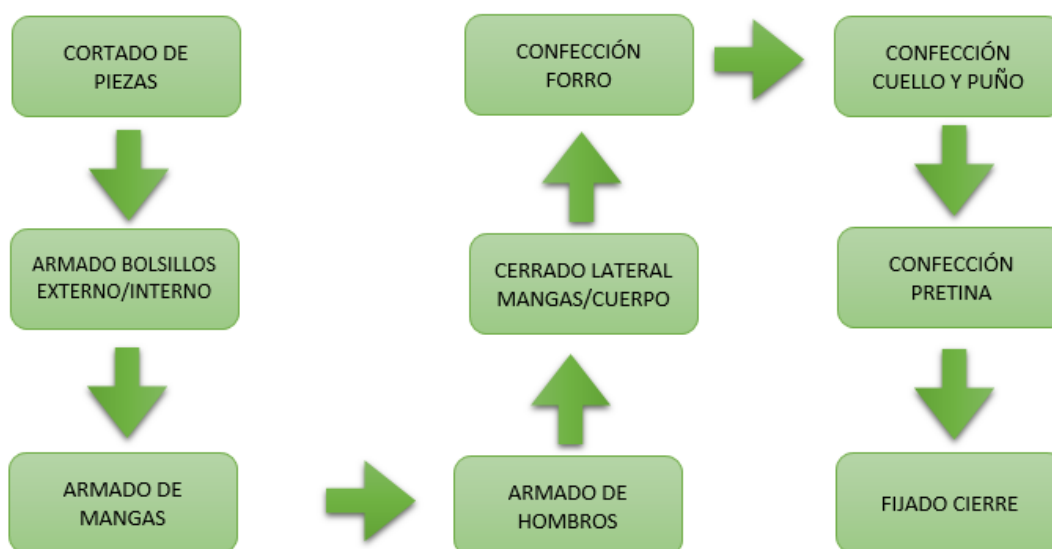 CORTADO DE
PIEZAS
ARMADO BOLSILLOS
EXTERNO/INTERNO
ARMADO DE
MANGAS
ARMADO DE
HOMBROS
CERRADO LATERAL
MANGAS/CUERPO
CONFECCIÓN
FORRO
CONFECCIÓN
CUELLO Y PUÑO
CONFECCIÓN
PRETINA
FIJADO CIERRE